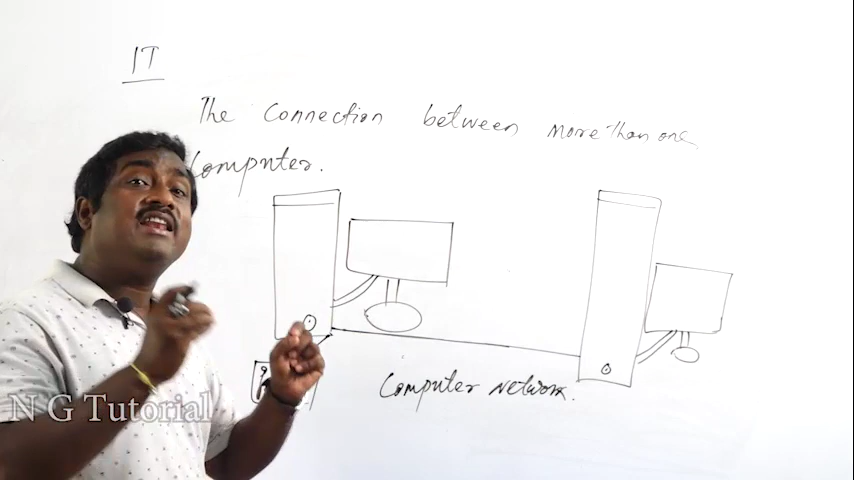 IT
The Connection between more than one
Computer.
Computer Network.
N G Tutorial